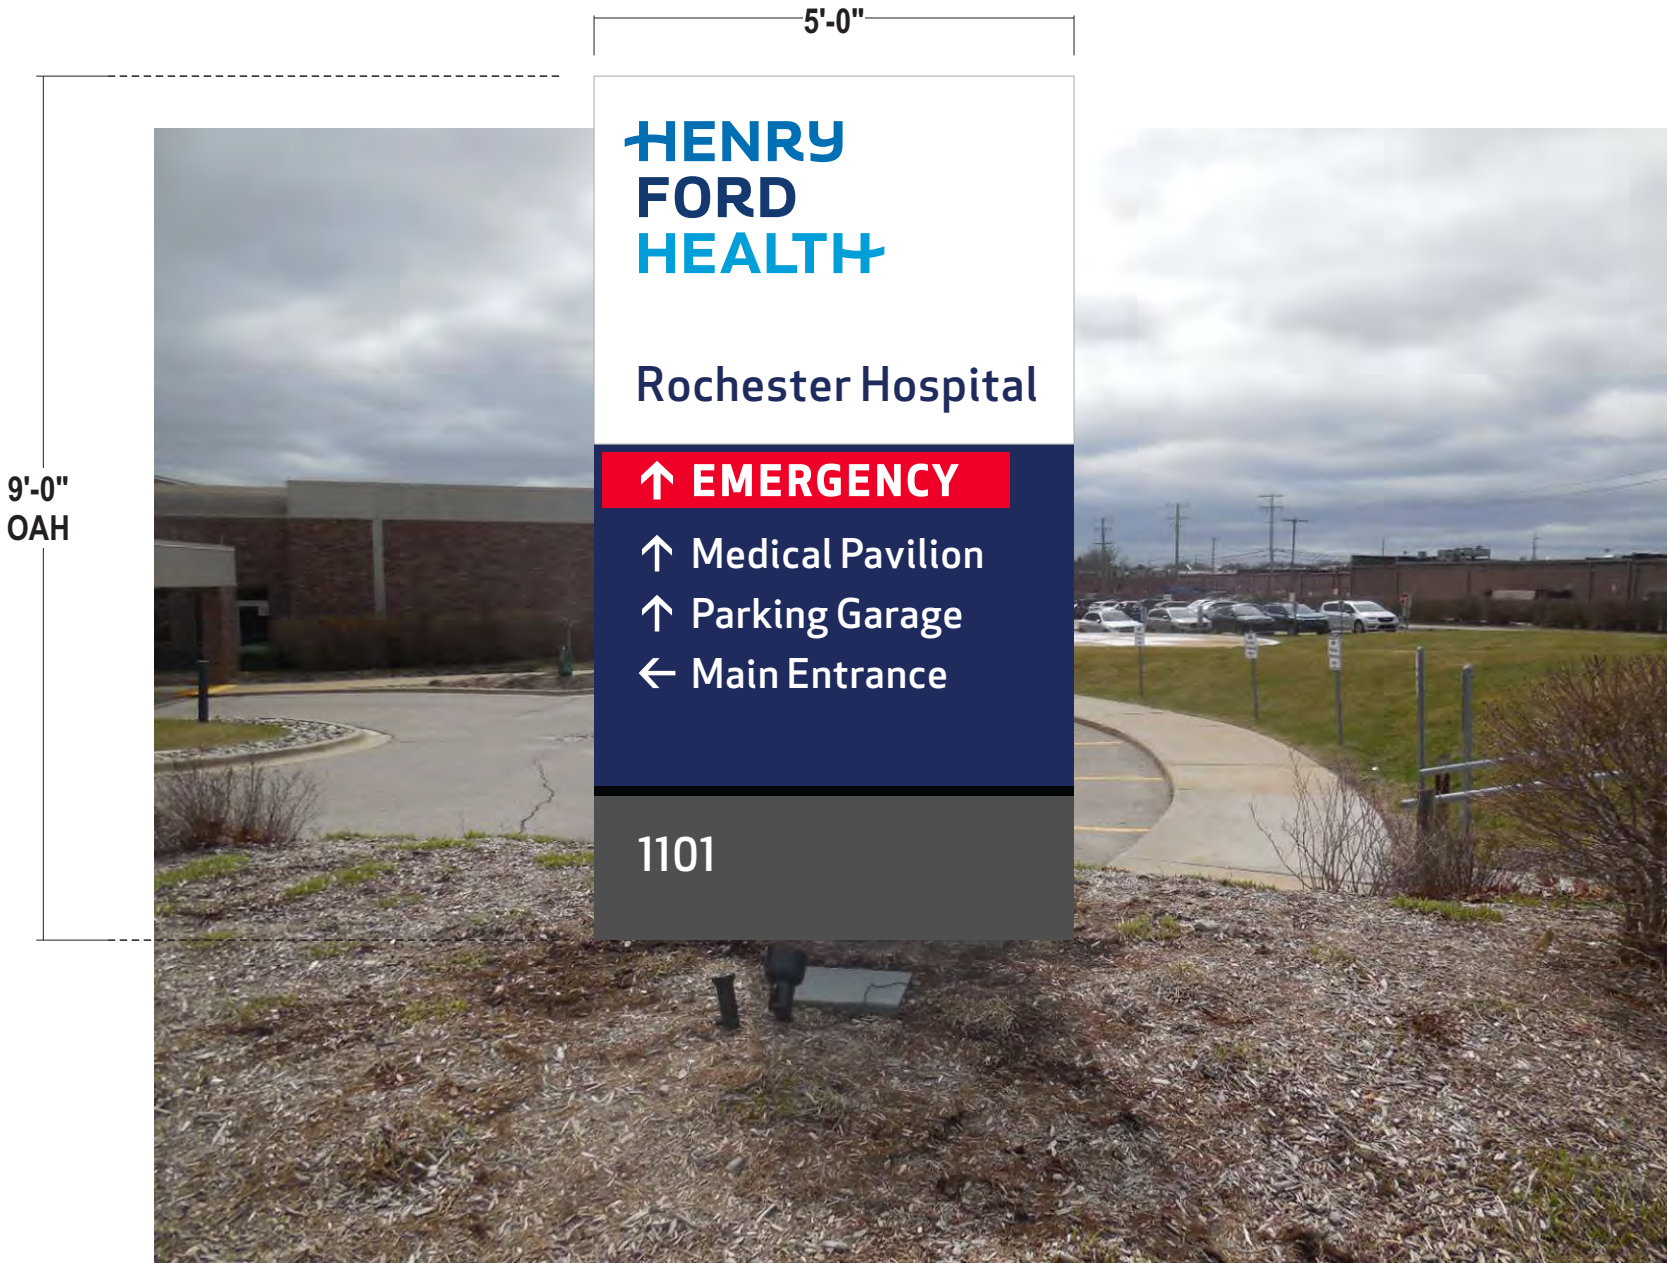 5'-0"
HENRY
FORD
HEALTH
Rochester Hospital
9'-0"
OAH
↑ EMERGENCY
↑ Medical Pavilion
↑ Parking Garage
← Main Entrance
1101